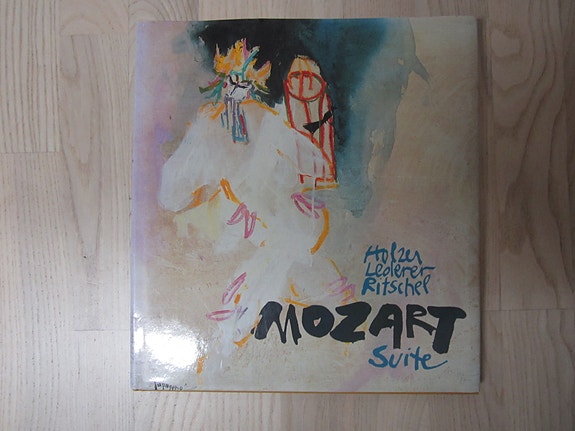 Holzer
Lederer
Ritschel
MOZART
Suite